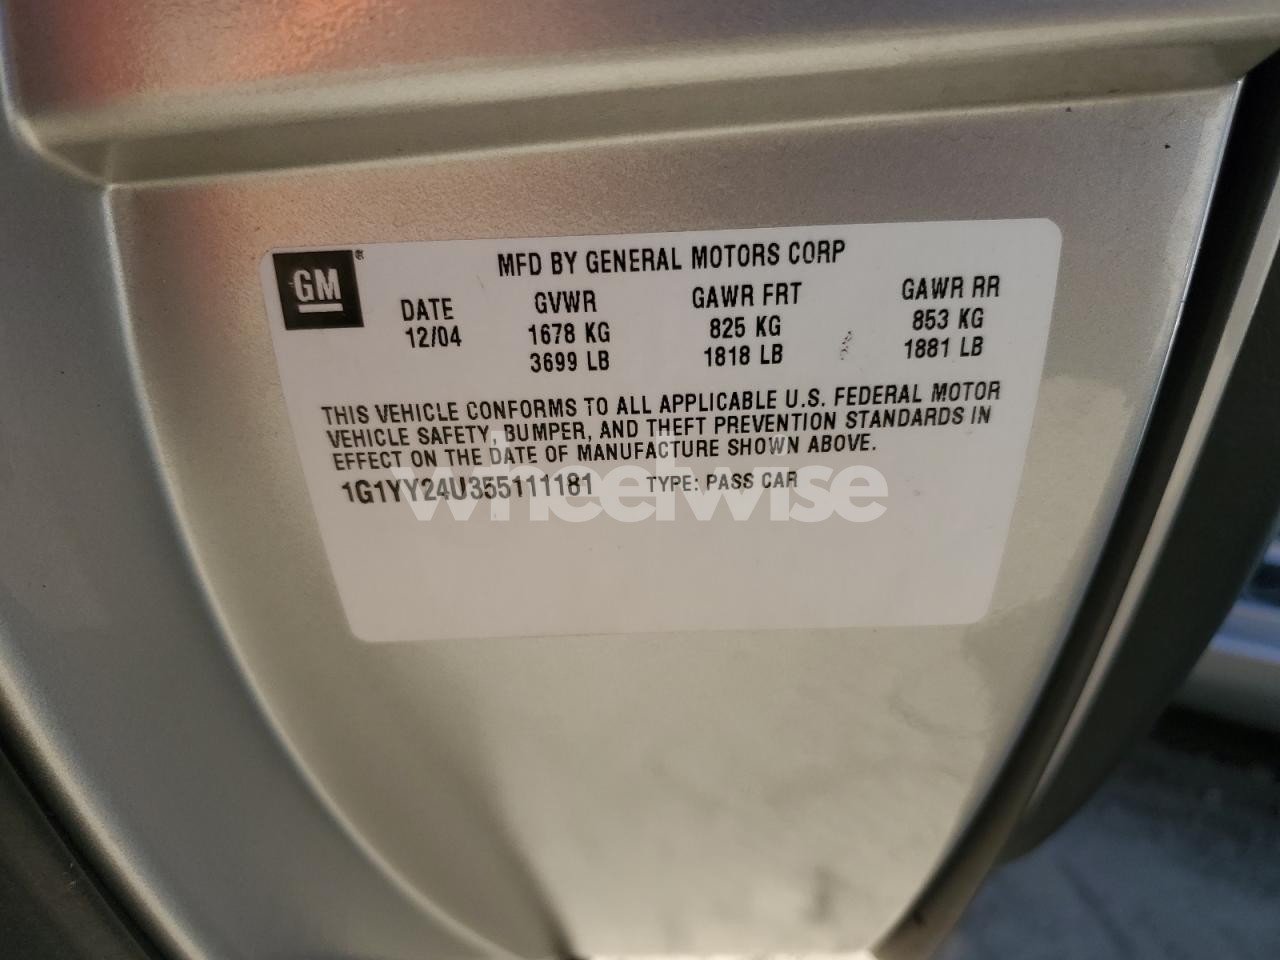 GM®
MFD BY GENERAL MOTORS CORP
DATE GVWR GAWR FRT GAWR RR
12/04 1678 KG 825 KG 853 KG
3699 LB 1818 LB 1881 LB
THIS VEHICLE CONFORMS TO ALL APPLICABLE U.S. FEDERAL MOTOR
VEHICLE SAFETY, BUMPER, AND THEFT PREVENTION STANDARDS IN
EFFECT ON THE DATE OF MANUFACTURE SHOWN ABOVE.
1G1YY24U355111181 TYPE: PASS CAR
wheelwise